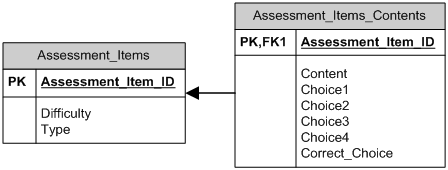 Assessment_Items
PK Assessment_Item_ID
Difficulty
Type
Assessment_Items_Contents
PK,FK1 Assessment_Item_ID
Content
Choice1
Choice2
Choice3
Choice4
Correct_Choice